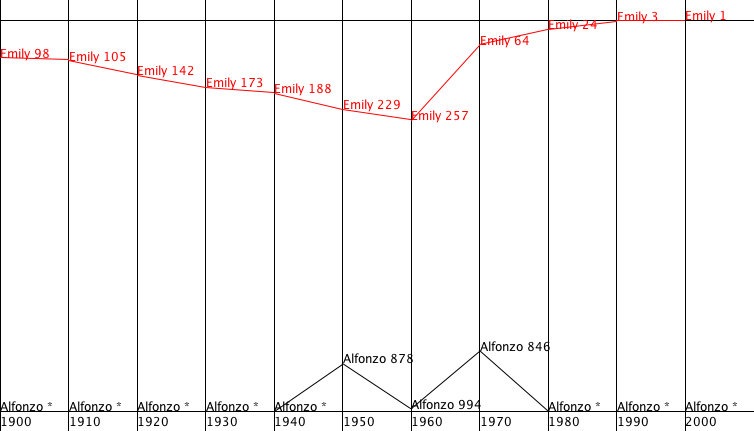 Emily 98
Emily 105
Emily 142
Emily 173
Emily 188
Emily 229
Emily 257
Emily 64
Emily 24
Emily 3
Emily 1
Alfonzo *
Alfonzo *
Alfonzo *
Alfonzo *
Alfonzo *
Alfonzo 878
Alfonzo 994
Alfonzo 846
Alfonzo *
Alfonzo *
Alfonzo *
1900 1910 1920 1930 1940 1950 1960 1970 1980 1990 2000